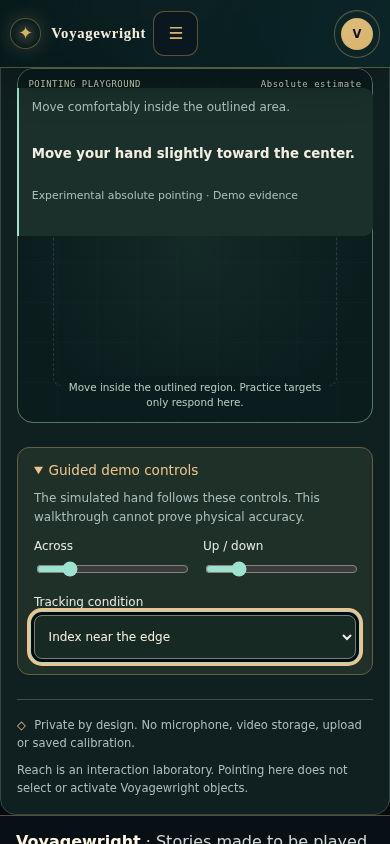 Voyagewright
V
POINTING PLAYGROUND Absolute estimate
Move comfortably inside the outlined area.
Move your hand slightly toward the center.
Experimental absolute pointing · Demo evidence
Move inside the outlined region. Practice targets
only respond here.
▼ Guided demo controls
The simulated hand follows these controls. This
walkthrough cannot prove physical accuracy.
Across Up / down
Tracking condition
Index near the edge
◇ Private by design. No microphone, video storage, upload
or saved calibration.
Reach is an interaction laboratory. Pointing here does not
select or activate Voyagewright objects.
Voyagewright · Stories made to be played